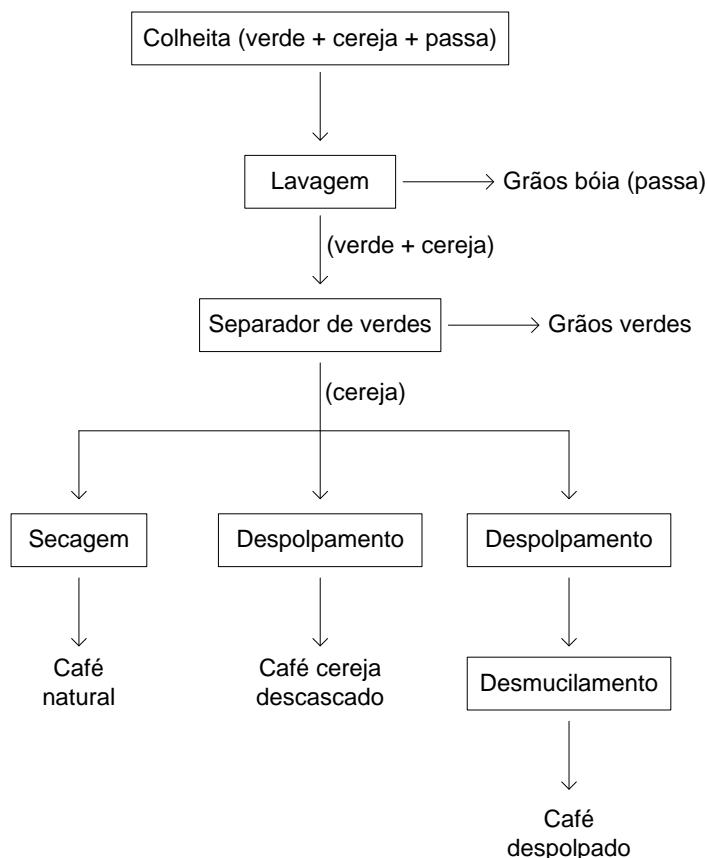 Colheita (verde + cereja + passa)
Lavagem
Grãos bóia (passa)
(verde + cereja)
Separador de verdes
Grãos verdes
(cereja)
Secagem
Despolpamento
Despolpamento
Café
natural
Café cereja
descascado
Desmucilamento
Café
despolpado